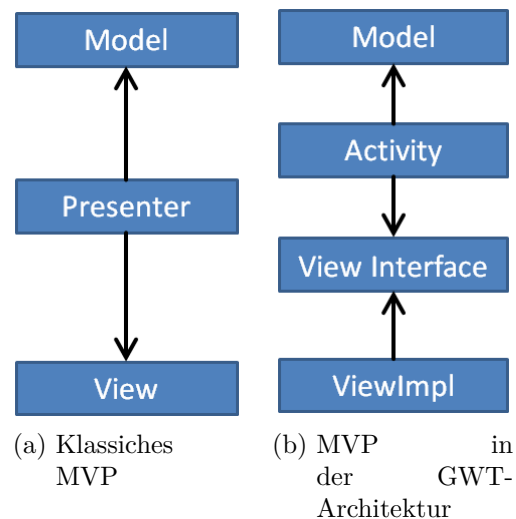 Model
Presenter
View
(a) Klassiches
MVP
Model
Activity
View Interface
ViewImpl
(b) MVP in
der GWT-
Architektur